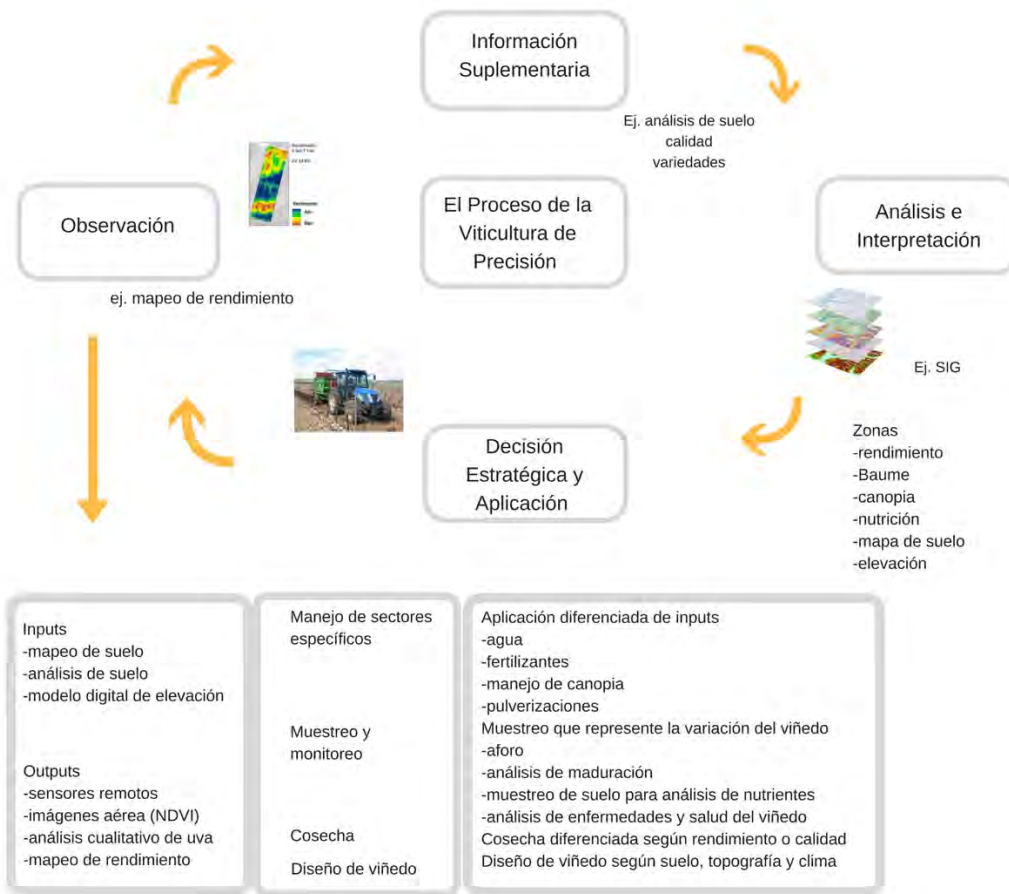 Información
Suplementaria
Ej. análisis de suelo
calidad
variedades
Observación
ej. mapeo de rendimiento
El Proceso de la
Viticultura de
Precisión
Análisis e
Interpretación
Ej. SIG
Decisión
Estratégica y
Aplicación
Zonas
-rendimiento
-Baume
-canopia
-nutrición
-mapa de suelo
-elevación
Inputs
-mapeo de suelo
-análisis de suelo
-modelo digital de elevación
Outputs
-sensores remotos
-imágenes aérea (NDVI)
-análisis cualitativo de uva
-mapeo de rendimiento
Manejo de sectores
específicos
Muestreo y
monitoreo
Cosecha
Diseño de viñedo
Aplicación diferenciada de inputs
-agua
-fertilizantes
-manejo de canopia
-pulverizaciones
Muestreo que represente la variación del viñedo
-aforo
-análisis de maduración
-muestreo de suelo para análisis de nutrientes
-análisis de enfermedades y salud del viñedo
Cosecha diferenciada según rendimiento o calidad
Diseño de viñedo según suelo, topografía y clima